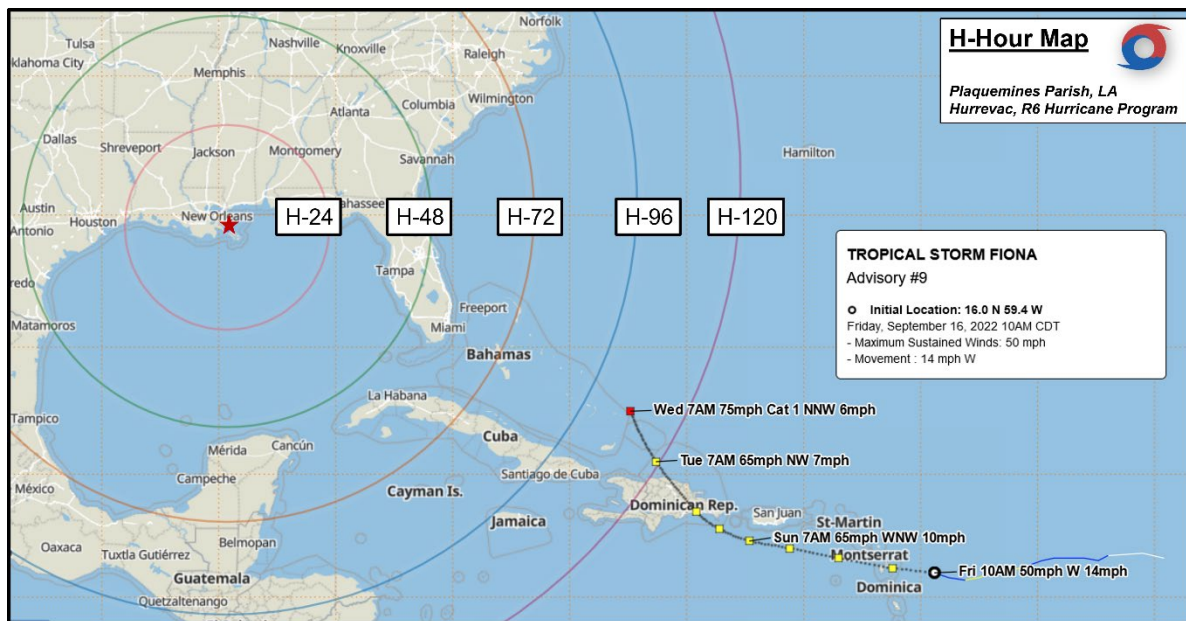 Norfolk
Tulsa
Nashville
Knoxville
Raleigh
klahoma City
Memphis
Wilmington
Columbia
Atlanta
Dallas
Shreveport
Jackson
Montgomery
Savannah
Austin
Houston
New Orleans
ahassee
n Antonio
redo
Tampa
Matamoros
Freeport
Miami
Bahamas
Hamilton
H-24
H-48
H-72
H-96
H-120
H-Hour Map
Plaquemines Parish, LA
Hurrevac, R6 Hurricane Program
TROPICAL STORM FIONA
Advisory #9
Initial Location: 16.0 N 59.4 W
Friday, September 16, 2022 10AM CDT
- Maximum Sustained Winds: 50 mph
- Movement : 14 mph W
Tampico
La Habana
Wed 7AM 75mph Cat 1 NNW 6mph
Mérida
Cancún
Cuba
Tue 7AM 65mph NW 7mph
Campeche
Santiago de Cuba
México
Cayman Is.
Dominican Rep.
San Juan
St-Martin
Jamaica
Sun 7AM 65mph WNW 10mph
Oaxaca
Tuxtla Gutiérrez
Belmopan
Montserrat
Guatemala
Fri 10AM 50mph W 14mph
Dominica
Quetzaltenango